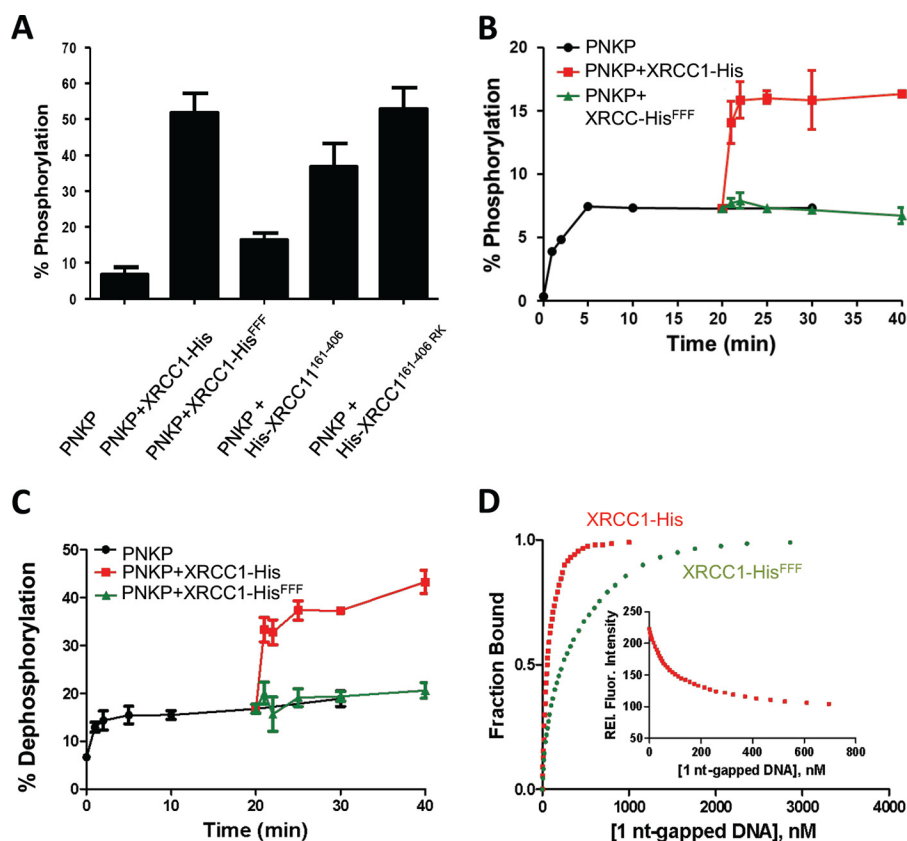 A
% Phosphorylation
70
60
50
40
30
20
10
0
PNKP
PNKP+XRCC1-His
PNKP+XRCC1-HisFFF
PNKP +
His-XRCC11161-406
PNKP +
His-XRCC1161-406 RK
B
PNKP
PNKP+XRCC1-His
PNKP+
XRCC-HisFFF
% Phosphorylation
20
15
10
5
0
0 5 10 15 20 25 30 35 40
Time (min)
C
PNKP
PNKP+XRCC1-His
PNKP+XRCC1-HisFFF
% Dephosphorylation
50
40
30
20
10
0
0 10 20 30 40
Time (min)
D
XRCC1-His
XRCC1-HisFFF
Fraction Bound
1.0
0.5
0.0
0 1000 2000 3000 4000
[1 nt-gapped DNA], nM
REl. Fluor. Intensity
250
200
150
100
50
0 200 400 600 800
[1 nt-gapped DNA], nM